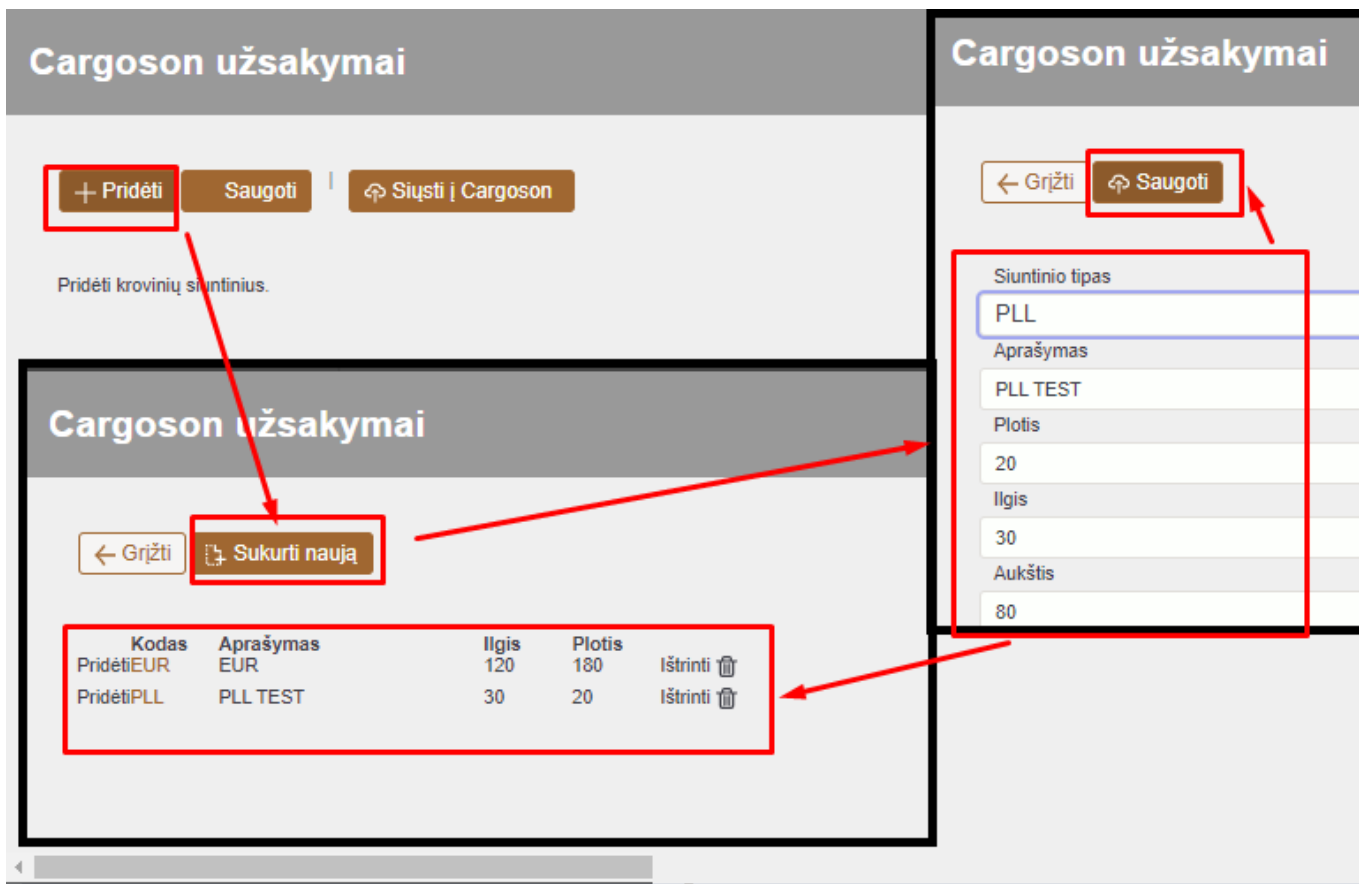 Cargoson užsakymai
+ Pridėti Saugoti | Siųsti į Cargoson
Pridėti krovinių siuntinius.
Cargoson užsakymai
← Grįžti Sukurti naują
Kodas Aprašymas Ilgis Plotis
PridėtiEUR EUR 120 180 Ištrinti
PridėtiPLL PLL TEST 30 20 Ištrinti
Cargoson užsakymai
← Grįžti Saugoti
Siuntinio tipas
PLL
Aprašymas
PLL TEST
Plotis
20
Ilgis
30
Aukštis
80